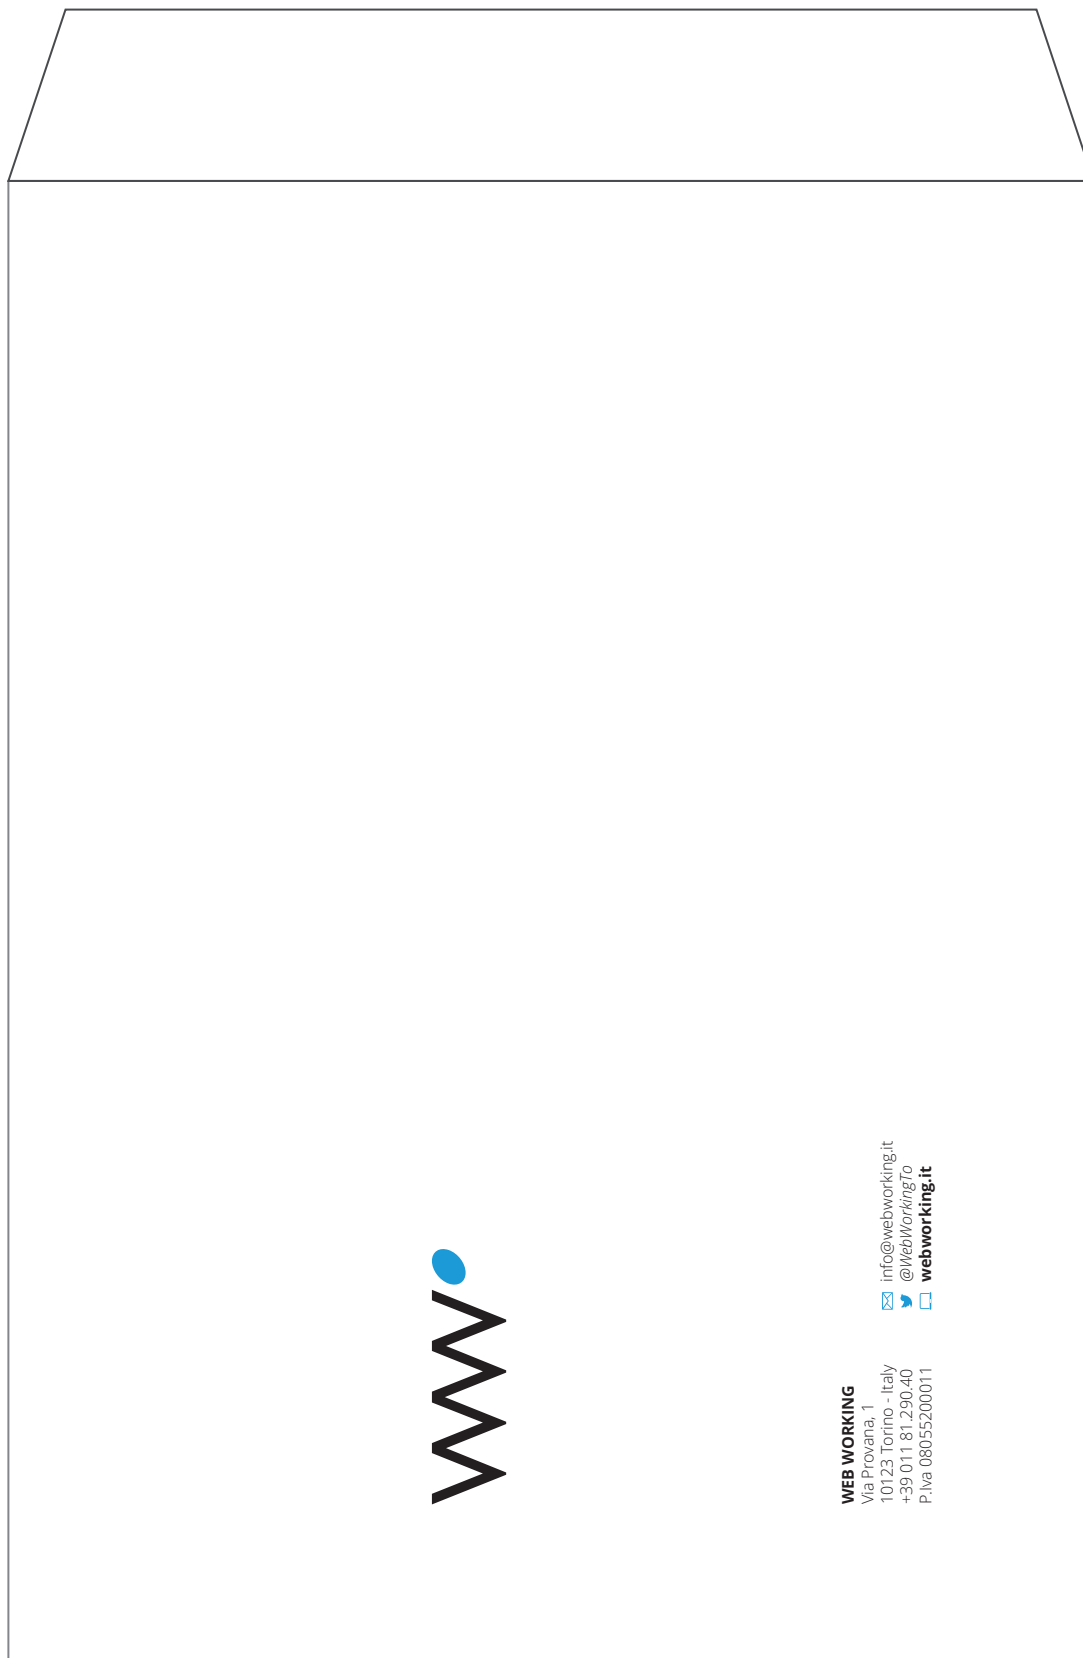 WW
WEB WORKING
Via Provana, 1
10123 Torino - Italy
+39 011 81.290.40
P.Iva 08055200011
info@webworking.it
@WebWorkingTo
webworking.it